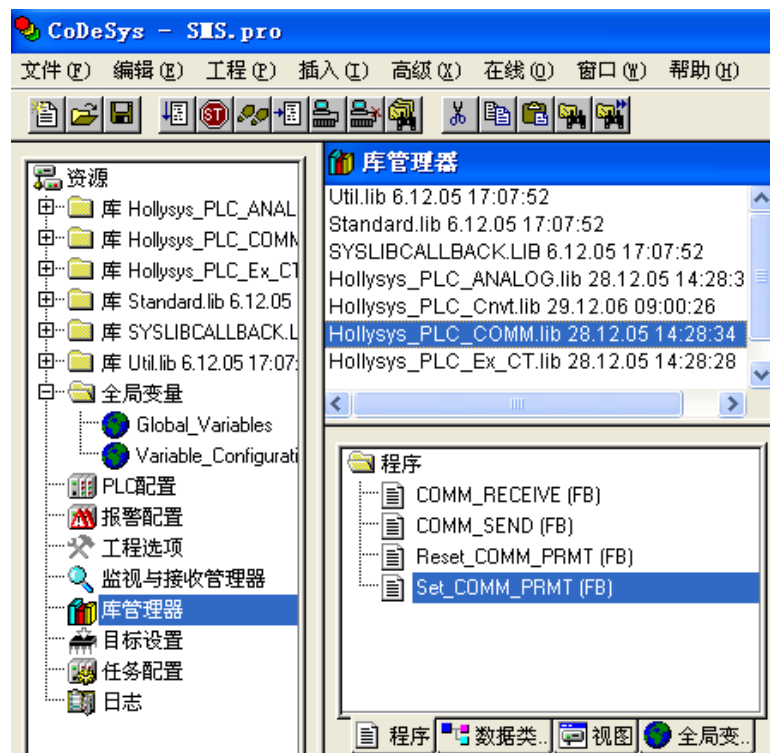 CoDeSys - SMS.pro
文件(F) 编辑(E) 工程(P) 插入(I) 高级(X) 在线(O) 窗口(W) 帮助(H)
ST
资源
库 Hollysys_PLC_ANAL
库 Hollysys_PLC_COMM
库 Hollysys_PLC_Ex_CT
库 Standard.lib 6.12.05
库 SYSLIBCALLBACK.L
库 Util.lib 6.12.05 17:07:
全局变量
Global_Variables
Variable_Configurati
PLC配置
报警配置
工程选项
监视与接收管理器
库管理器
目标设置
任务配置
日志
库管理器
Util.lib 6.12.05 17:07:52
Standard.lib 6.12.05 17:07:52
SYSLIBCALLBACK.LIB 6.12.05 17:07:52
Hollysys_PLC_ANALOG.lib 28.12.05 14:28:3
Hollysys_PLC_Cnvt.lib 29.12.06 09:00:26
Hollysys_PLC_COMM.lib 28.12.05 14:28:34
Hollysys_PLC_Ex_CT.lib 28.12.05 14:28:28
程序
COMM_RECEIVE (FB)
COMM_SEND (FB)
Reset_COMM_PRMT (FB)
Set_COMM_PRMT (FB)
程序 数据类.. 视图 全局变..